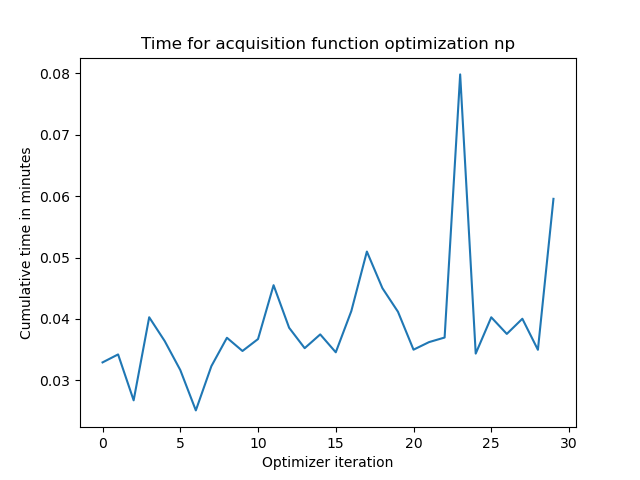 Time for acquisition function optimization np
Cumulative time in minutes
0.08
0.07
0.06
0.05
0.04
0.03
0 5 10 15 20 25 30
Optimizer iteration